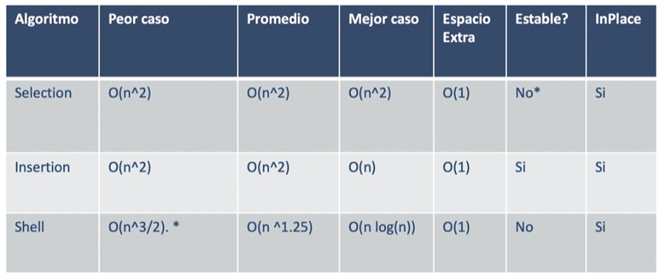 Algoritmo Peor caso Promedio Mejor caso Espacio Extra Estable? InPlace
Selection O(n^2) O(n^2) O(n^2) O(1) No* Si
Insertion O(n^2) O(n^2) O(n) O(1) Si Si
Shell O(n^3/2). * O(n ^1.25) O(n log(n)) O(1) No Si